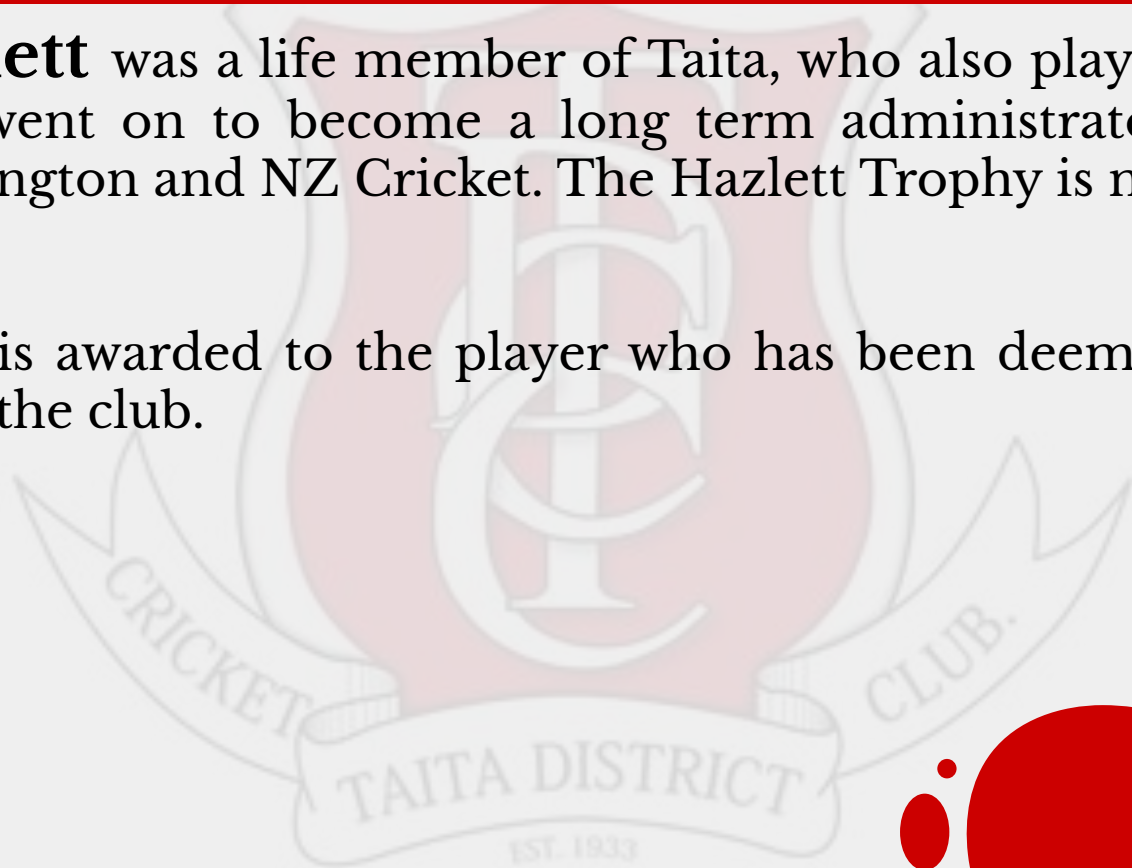 lett was a life member of Taita, who also play
went on to become a long term administrato
ngton and NZ Cricket. The Hazlett Trophy is n
is awarded to the player who has been deem
the club.
CRICKET CLUB.
TAITA DISTRICT
EST. 1933